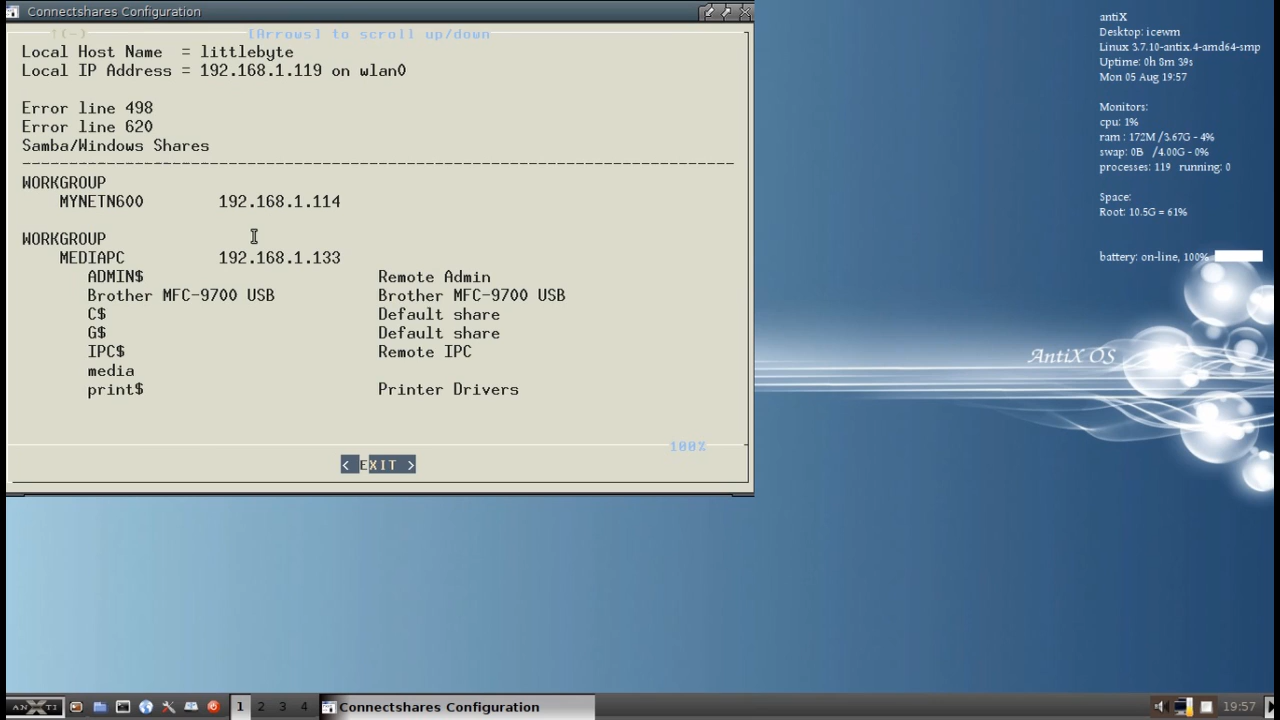 Connectshares Configuration
↑(-)
[Arrows] to scroll up/down
Local Host Name  = littlebyte
Local IP Address = 192.168.1.119 on wlan0
Error line 498
Error line 620
Samba/Windows Shares
----------------------------------------------------------------------------
WORKGROUP
MYNETN600 192.168.1.114
WORKGROUP
MEDIAPC 192.168.1.133
ADMIN$ Remote Admin
Brother MFC-9700 USB Brother MFC-9700 USB
C$ Default share
G$ Default share
IPC$ Remote IPC
media
print$ Printer Drivers
100%
< EXIT >
antiX
Desktop: icewm
Linux 3.7.10-antix.4-amd64-smp
Uptime: 0h 8m 39s
Mon 05 Aug 19:57
Monitors:
cpu: 1%
ram : 172M /3.67G - 4%
swap: 0B /4.00G - 0%
processes: 119 running: 0
Space:
Root: 10.5G = 61%
battery: on-line, 100%
AntiX OS
ANXTI 1 2 3 4 Connectshares Configuration 19:57